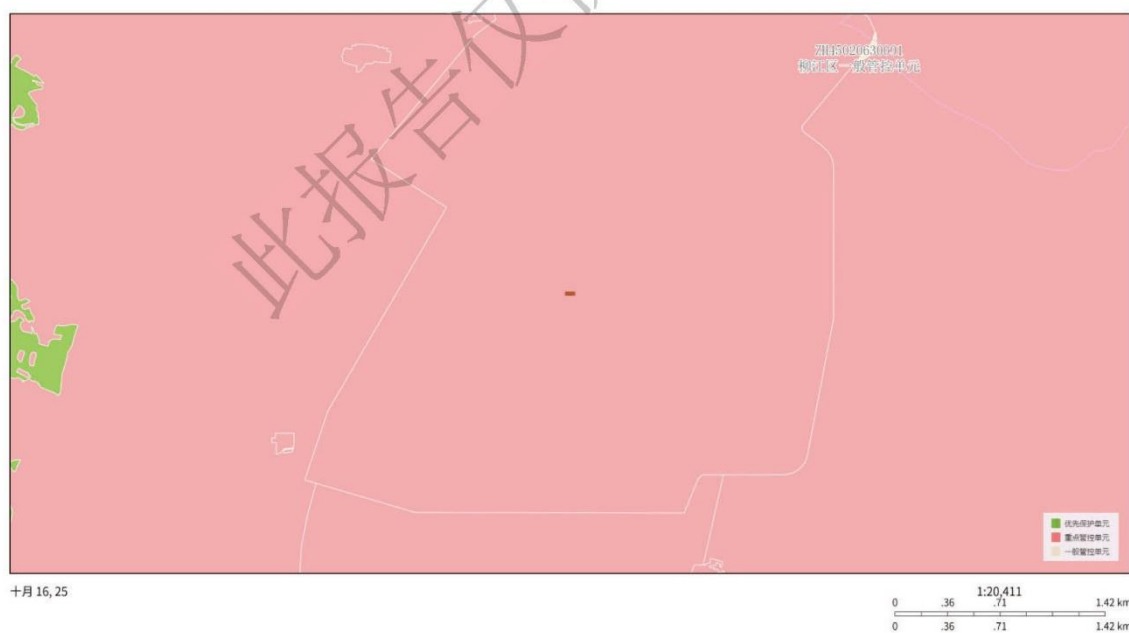 此报告仅
ZH45020630001
柳江区一般管控单元
优先保护单元
重点管控单元
一般管控单元
十月 16, 25
1:20,411
0 .36 .71 1.42 km
0 .36 .71 1.42 km